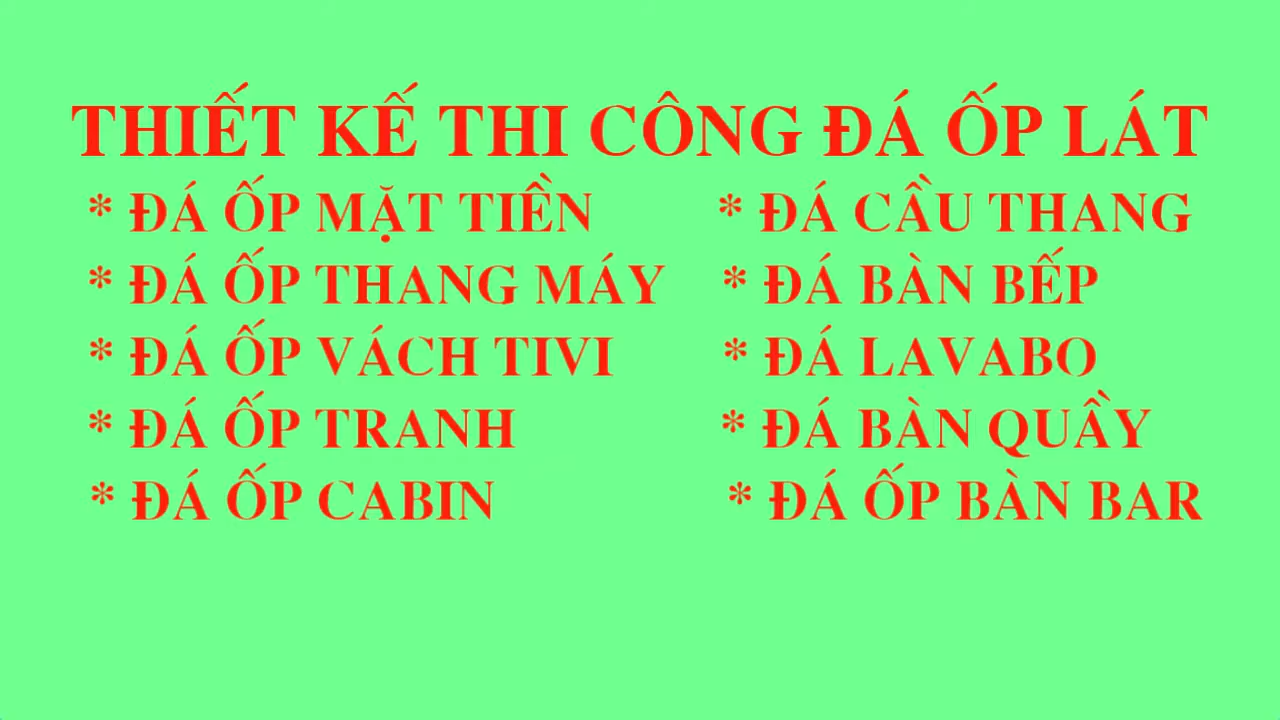 THIẾT KẾ THI CÔNG ĐÁ ỐP LÁT
* ĐÁ ỐP MẶT TIỀN * ĐÁ CẦU THANG
* ĐÁ ỐP THANG MÁY * ĐÁ BÀN BẾP
* ĐÁ ỐP VÁCH TIVI * ĐÁ LAVABO
* ĐÁ ỐP TRANH * ĐÁ BÀN QUẦY
* ĐÁ ỐP CABIN * ĐÁ ỐP BÀN BAR